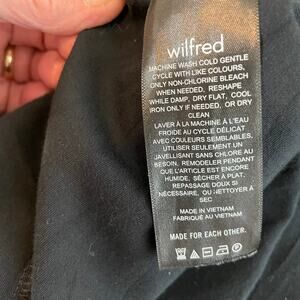 wilfred
MACHINE WASH COLD GENTLE
CYCLE WITH LIKE COLOURS,
ONLY NON-CHLORINE BLEACH
WHEN NEEDED, RESHAPE
WHILE DAMP, DRY FLAT, COOL
IRON ONLY IF NEEDED, OR DRY
CLEAN
LAVER À LA MACHINE À L'EAU
FROIDE AU CYCLE DÉLICAT
AVEC COULEURS SEMBLABLES,
UTILISER SEULEMENT UN
JAVELLISANT SANS CHLORE AU
BESOIN, REMODELER PENDANT
QUE L'ARTICLE EST ENCORE
HUMIDE, SÉCHER À PLAT,
REPASSAGE DOUX SI
NÉCESSAIRE, OU NETTOYER À
SEC
MADE IN VIETNAM
FABRIQUÉ AU VIETNAM
MADE FOR EACH OTHER.